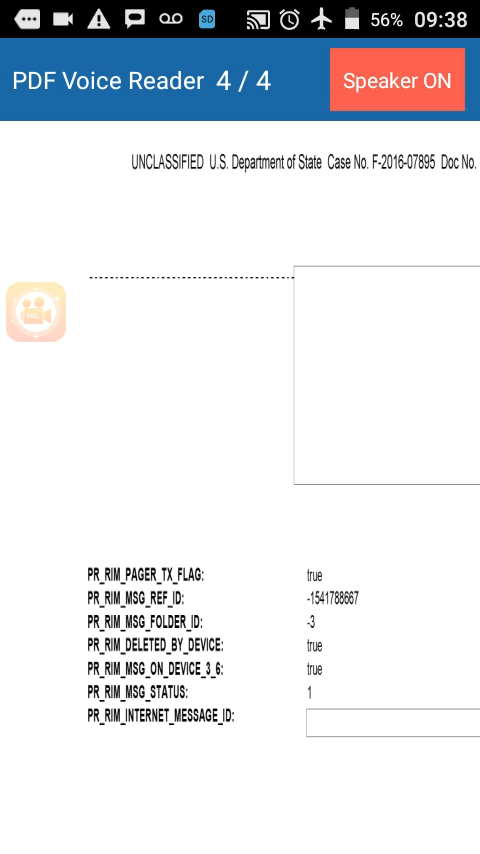 56% 09:38
PDF Voice Reader 4 / 4 Speaker ON
UNCLASSIFIED U.S. Department of State Case No. F-2016-07895 Doc No.
PR_RIM_PAGER_TX_FLAG: true
PR_RIM_MSG_REF_ID: -1541788667
PR_RIM_MSG_FOLDER_ID: -3
PR_RIM_DELETED_BY_DEVICE: true
PR_RIM_MSG_ON_DEVICE_3_6: true
PR_RIM_MSG_STATUS: 1
PR_RIM_INTERNET_MESSAGE_ID: